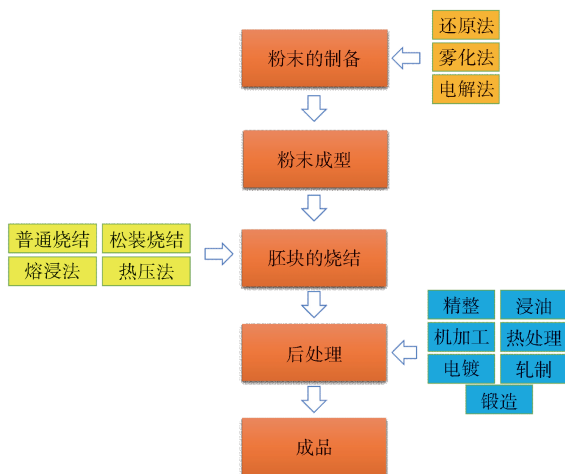 粉末的制备
还原法
雾化法
电解法
粉末成型
普通烧结 松装烧结
熔浸法 热压法
胚块的烧结
后处理
精整 浸油
机加工 热处理
电镀 轧制
锻造
成品